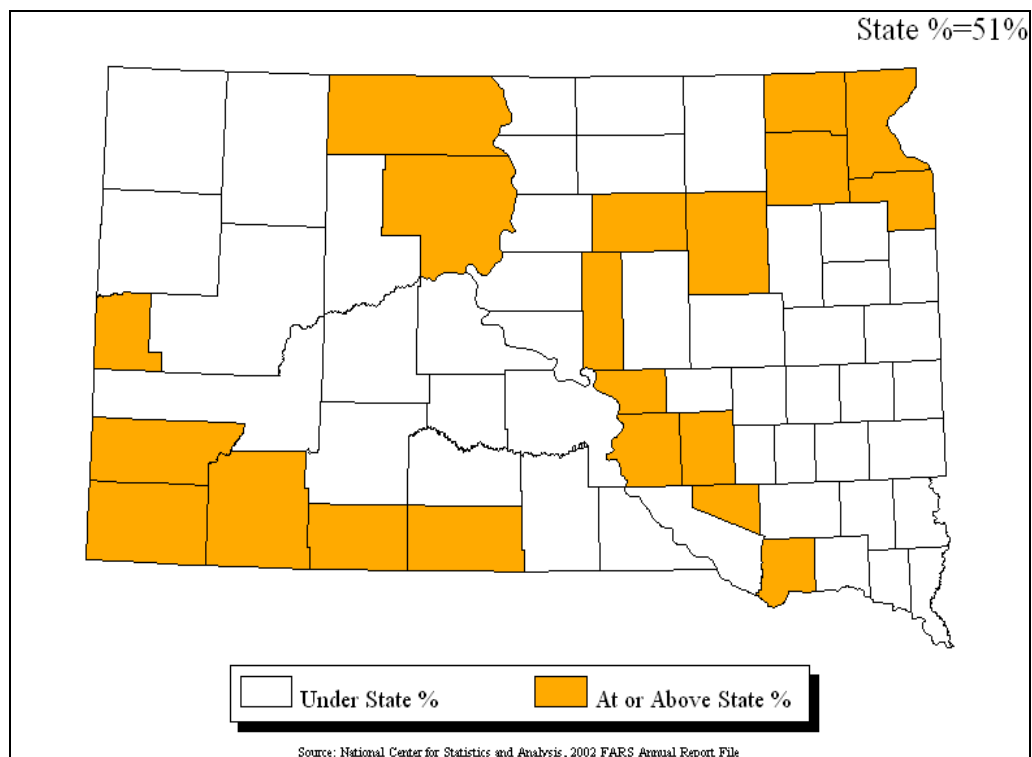 State %=51%
Under State %
At or Above State %
Source: National Center for Statistics and Analysis, 2002 FARS Annual Report File